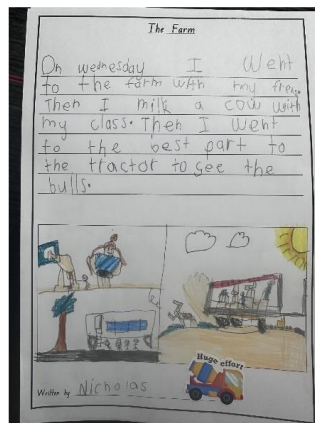 The Farm
On wednesday I Went
to the farm with my fren.
Then I milk a cow with
my class. Then I Went
to the best part to
the tractor to see the
bulls.
Huge effort
Written by Nicholas